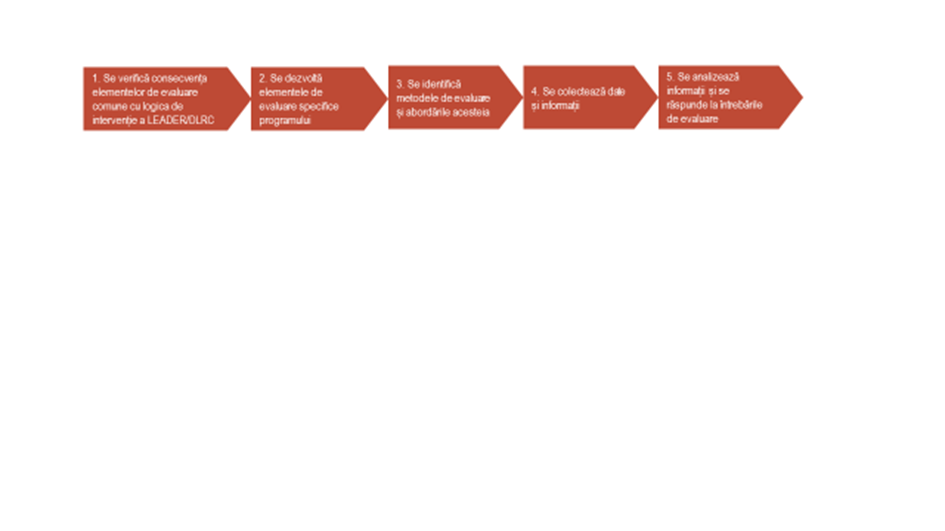 1. Se verifică consecvența
elementelor de evaluare
comune cu logica de
intervenție a LEADER/DLRC
2. Se dezvoltă
elementele de
evaluare specifice
programului
3. Se identifică
metodele de evaluare
și abordările acesteia
4. Se colectează date
și informații
5. Se analizează
informații și se
răspunde la întrebările
de evaluare